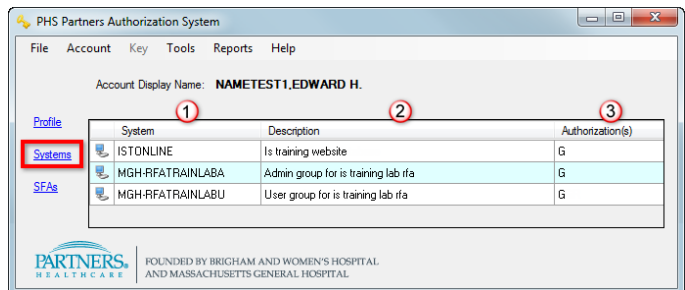 PHS Partners Authorization System
File Account Key Tools Reports Help
Account Display Name: NAMETEST1,EDWARD H.
1 2 3
Profile
Systems
SFAs
System Description Authorization(s)
ISTONLINE Is training website G
MGH-RFATRAINLABA Admin group for is training lab rfa G
MGH-RFATRAINLABU User group for is training lab rfa G
PARTNERS.
HEALTHCARE
FOUNDED BY BRIGHAM AND WOMEN'S HOSPITAL
AND MASSACHUSETTS GENERAL HOSPITAL